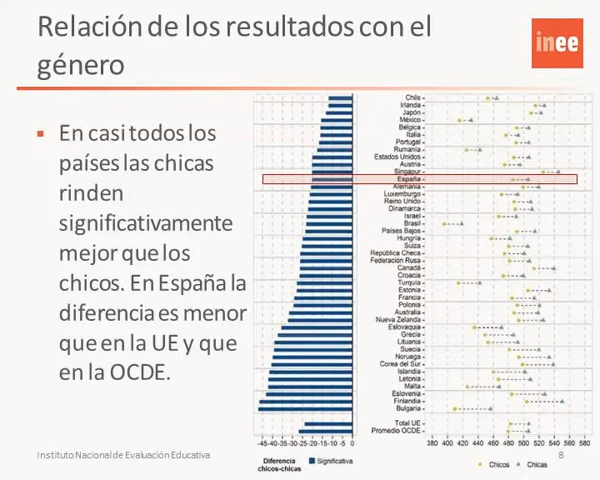 Relación de los resultados con el
género
inee
En casi todos los
países las chicas
rinden
significativamente
mejor que los
chicos. En España la
diferencia es menor
que en la UE y que
en la OCDE.
Chile
Irlanda
Japón
México
Belgica
Italia
Portugal
Rumanía
Estados Unidos
Austria
Singapur
España
Alemania
Luxemburgo
Reino Unido
Dinamarca
Israel
Brasil
Países Bajos
Hungría
Suiza
República Checa
Federación Rusa
Canadá
Croacia
Turquía
Estonia
Francia
Polonia
Australia
Nueva Zelanda
Eslovaquia
Grecia
Lituania
Suecia
Noruega
Corea del Sur
Islandia
Letonia
Malta
Eslovenia
Finlandia
Bulgaria
Total UE
Promedio OCDE
-45 -40 -35 -30 -25 -20 -15 -10 -5 0
380 400 420 440 460 480 500 520 540 560 580 600
Diferencia
chicos-chicas
Significativa
Chicos Chicas
Instituto Nacional de Evaluación Educativa
8